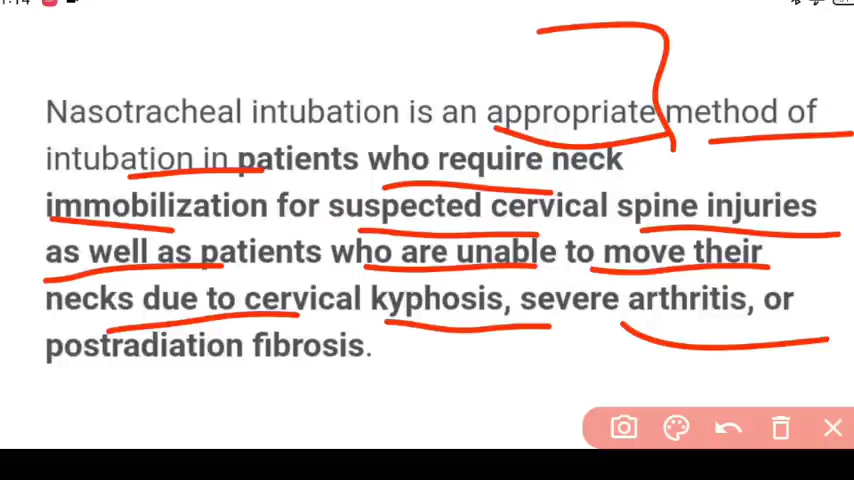 Nasotracheal intubation is an appropriate method of
intubation in patients who require neck
immobilization for suspected cervical spine injuries
as well as patients who are unable to move their
necks due to cervical kyphosis, severe arthritis, or
postradiation fibrosis.